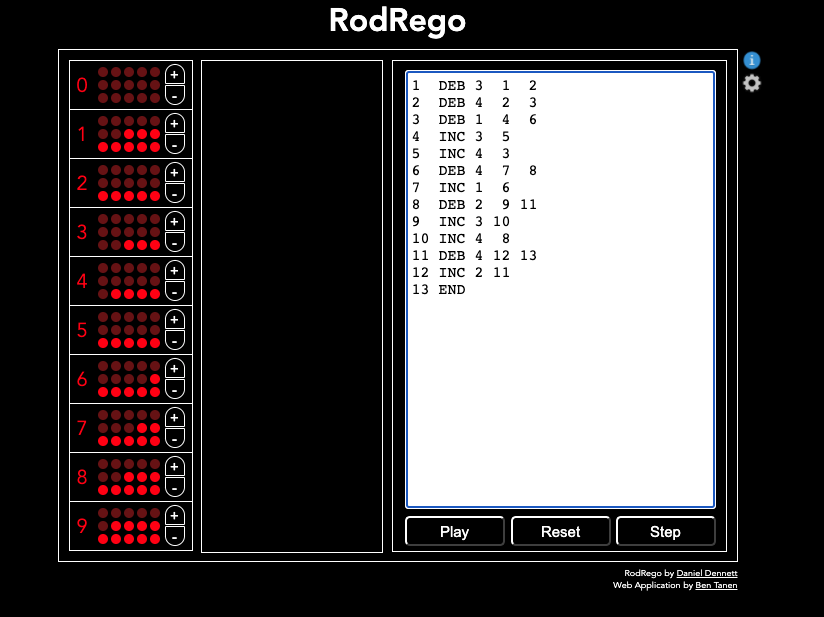 RodRego
0 + -
1 + -
2 + -
3 + -
4 + -
5 + -
6 + -
7 + -
8 + -
9 + -
1 DEB 3 1 2
2 DEB 4 2 3
3 DEB 1 4 6
4 INC 3 5
5 INC 4 3
6 DEB 4 7 8
7 INC 1 6
8 DEB 2 9 11
9 INC 3 10
10 INC 4 8
11 DEB 4 12 13
12 INC 2 11
13 END
Play Reset Step
i
RodRego by Daniel Dennett
Web Application by Ben Tanen